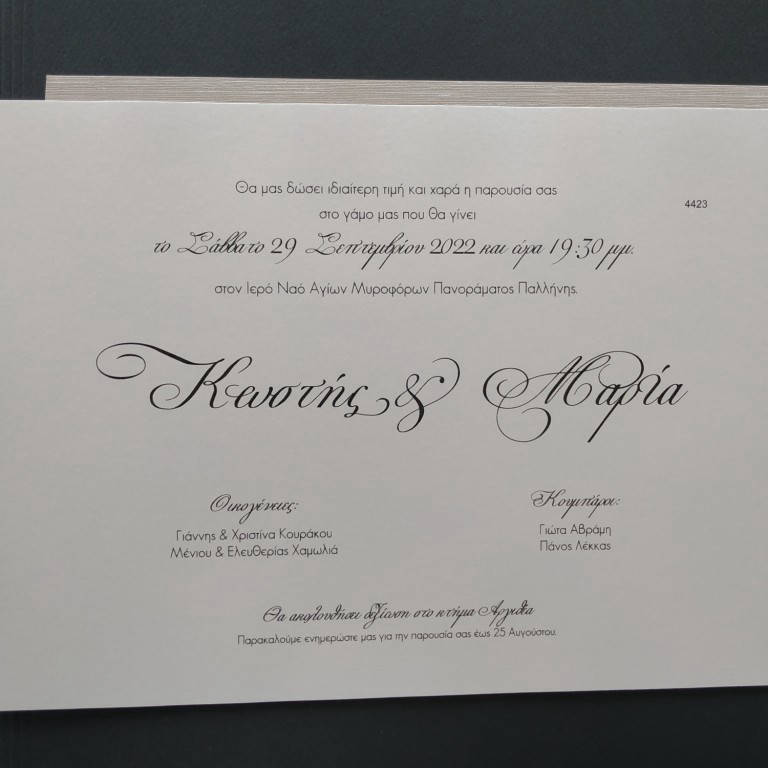 Θα μας δώσει ιδιαίτερη τιμή και χαρά η παρουσία σας
στο γάμο μας που θα γίνει
4423
το Σάββατο 29 Σεπτεμβρίου 2022 και ώρα 19:30 μμ.
στον Ιερό Ναό Αγίων Μυροφόρων Πανοράματος Παλλήνης.
Κωστής & Μαρία
Οικογένειες:
Γιάννης & Χριστίνα Κουράκου
Μένιου & Ελευθερίας Χαμωλιά
Κουμπάροι:
Γιώτα Αβράμη
Πάνος Λέκκας
Θα ακολουθήσει δεξίωση στο κτήμα Αργιθέα
Παρακαλούμε ενημερώστε μας για την παρουσία σας έως 25 Αυγούστου.